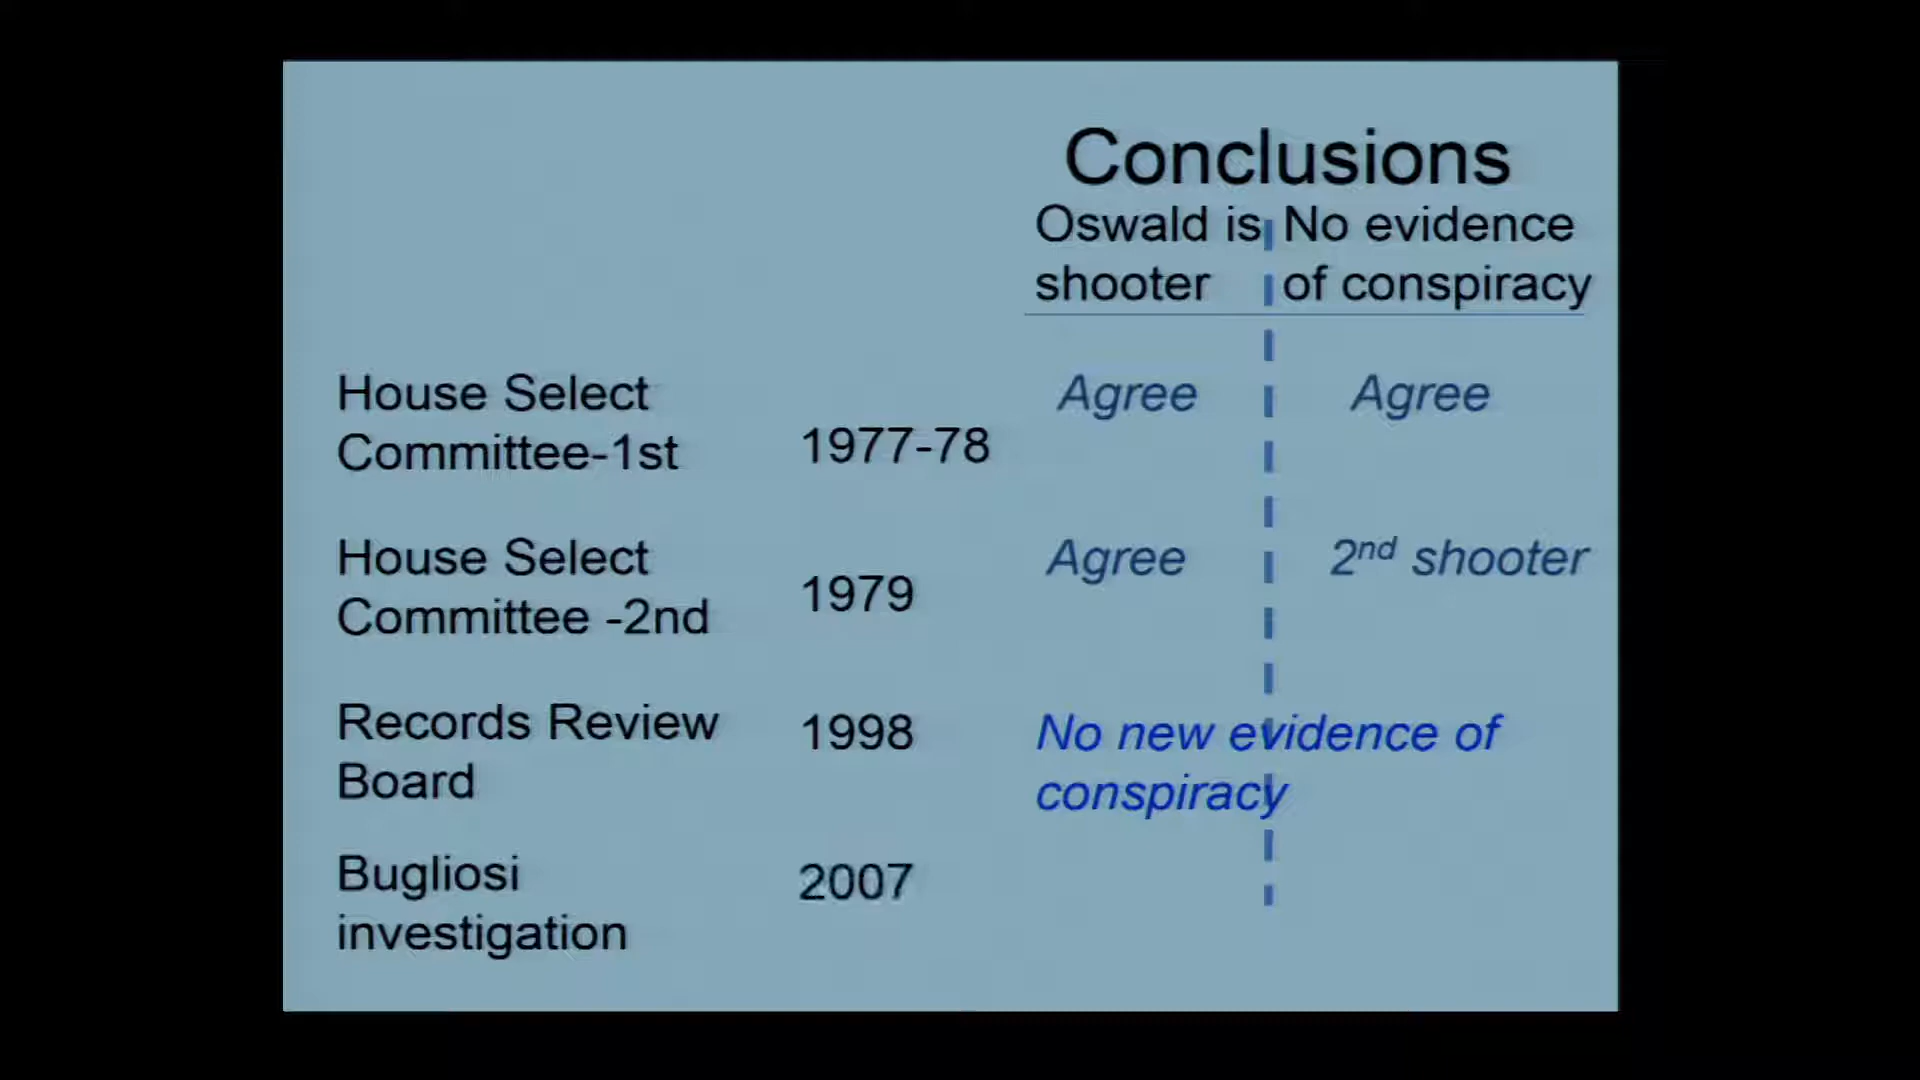 Conclusions
Oswald is No evidence
shooter of conspiracy
House Select
Committee-1st
1977-78
Agree
Agree
House Select
Committee -2nd
1979
Agree
2nd shooter
Records Review
Board
1998
No new evidence of
conspiracy
Bugliosi
investigation
2007